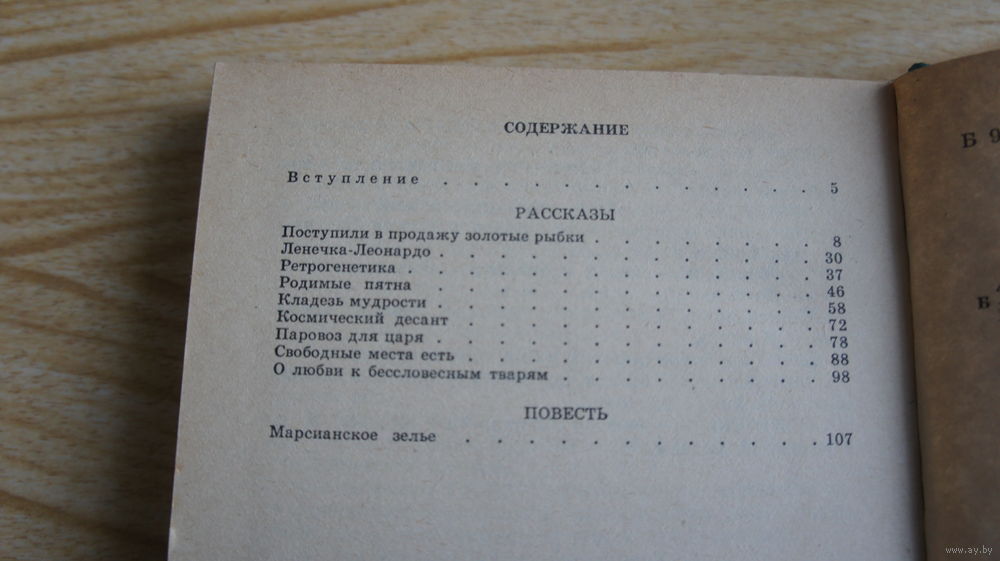 СОДЕРЖАНИЕ
Вступление . . . . . . . . . . . . . 5
РАССКАЗЫ
Поступили в продажу золотые рыбки . . . . . . . . 8
Ленечка-Леонардо . . . . . . . . . . . . . 30
Ретрогенетика . . . . . . . . . . . . . . 37
Родимые пятна . . . . . . . . . . . . . 46
Кладезь мудрости . . . . . . . . . . . . . 58
Космический десант . . . . . . . . . . . . 72
Паровоз для царя . . . . . . . . . . . . . 78
Свободные места есть . . . . . . . . . . . . 88
О любви к бессловесным тварям . . . . . . . . . 98
ПОВЕСТЬ
Марсианское зелье . . . . . . . . . . . . 107
Б 9
Б
www.ay.by